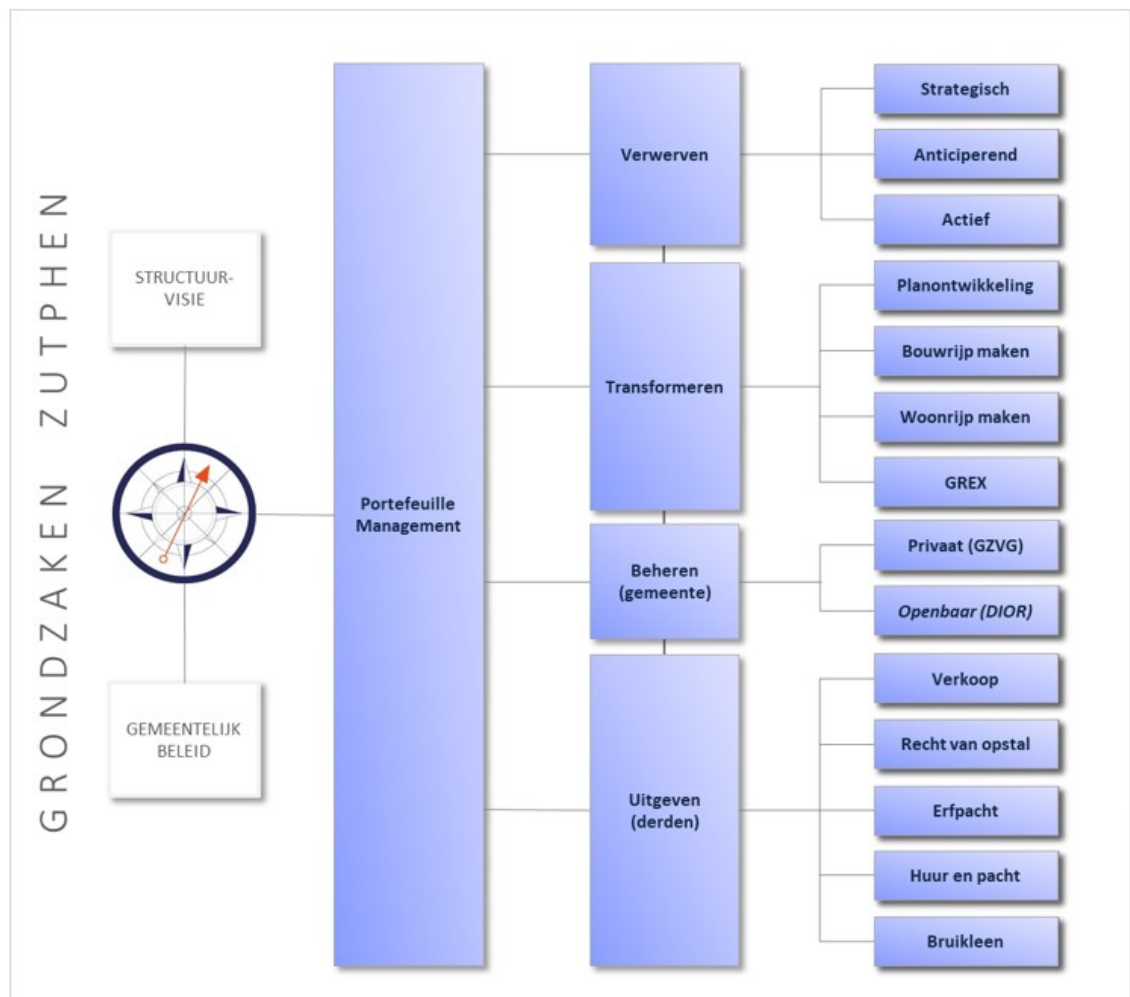 GRONDZAKEN ZUTPHEN
STRUCTUUR-
VISIE
GEMEENTELIJK
BELEID
Portefeuille
Management
Verwerven
Strategisch
Anticiperend
Actief
Transformeren
Planontwikkeling
Bouwrijp maken
Woonrijp maken
GREX
Beheren
(gemeente)
Privaat (GZVG)
Openbaar (DIOR)
Uitgeven
(derden)
Verkoop
Recht van opstal
Erfpacht
Huur en pacht
Bruikleen